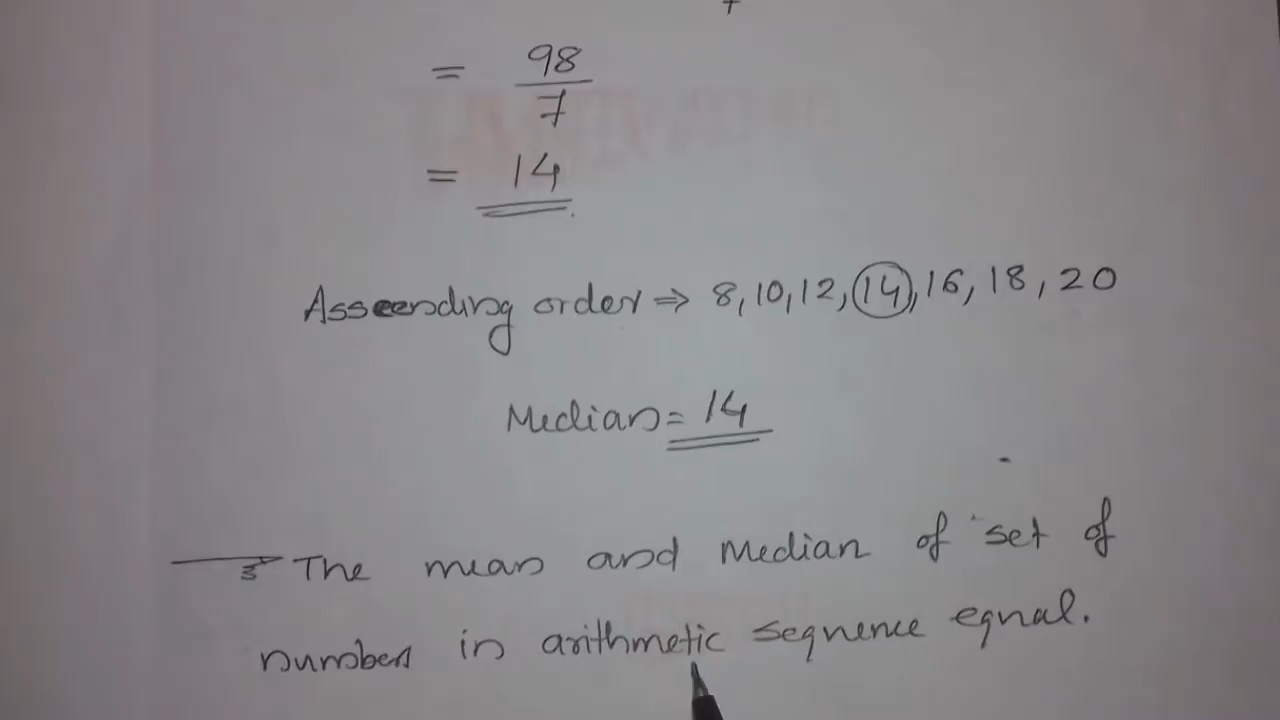 = 98/7
= 14
Asscending order ⇒ 8, 10, 12, 14, 16, 18, 20
Median = 14
→ The mean and median of set of
numbers in arithmetic sequence equal.